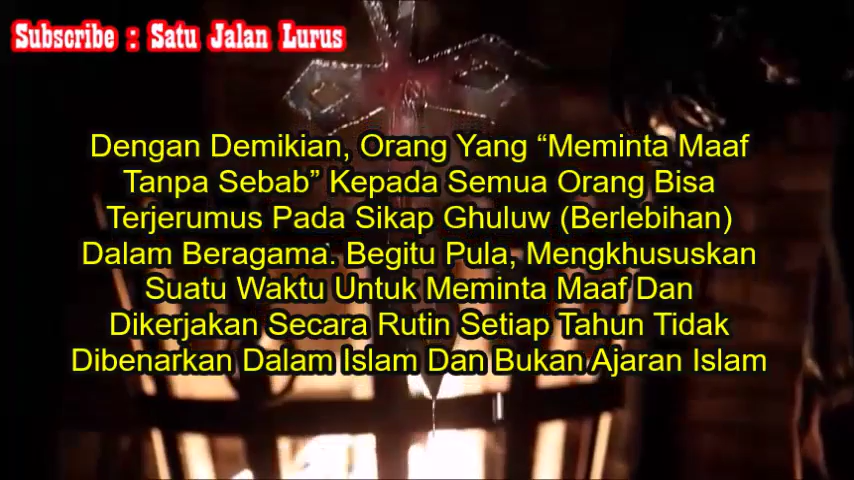 Subscribe : Satu Jalan Lurus
Dengan Demikian, Orang Yang “Meminta Maaf
Tanpa Sebab” Kepada Semua Orang Bisa
Terjerumus Pada Sikap Ghuluw (Berlebihan)
Dalam Beragama. Begitu Pula, Mengkhususkan
Suatu Waktu Untuk Meminta Maaf Dan
Dikerjakan Secara Rutin Setiap Tahun Tidak
Dibenarkan Dalam Islam Dan Bukan Ajaran Islam